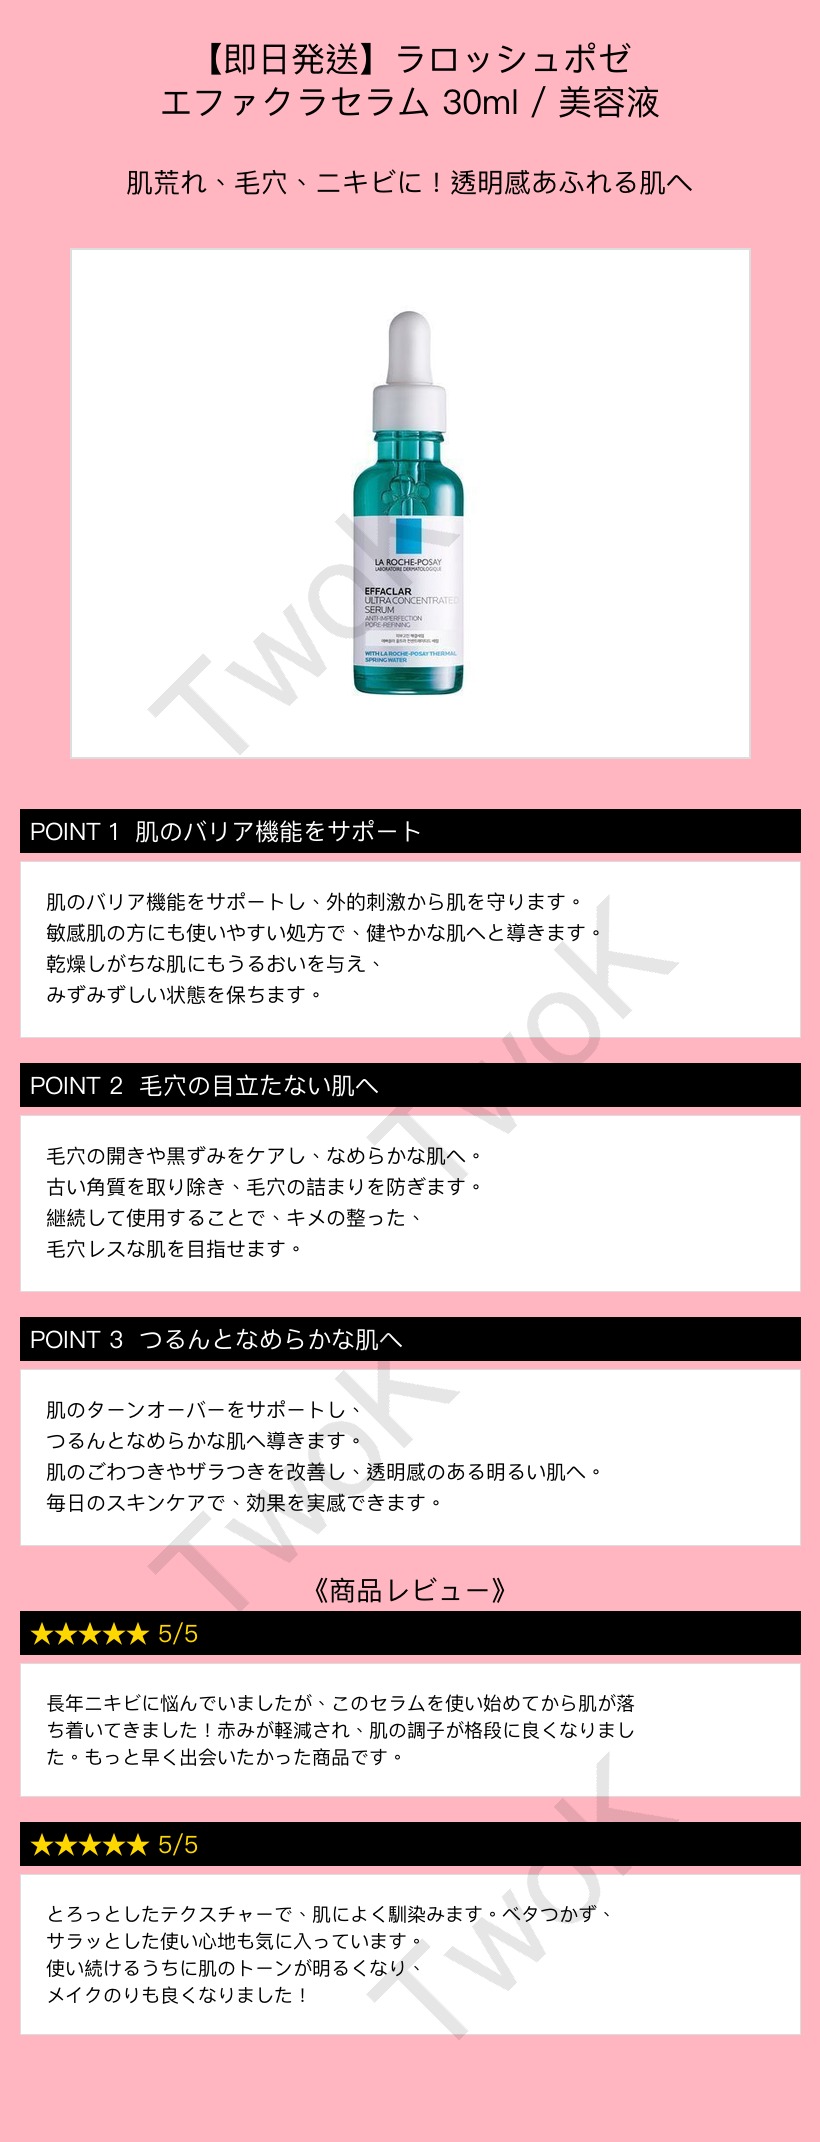 【即日発送】ラロッシュポゼ
エファクラセラム 30ml / 美容液
肌荒れ、毛穴、ニキビに！透明感あふれる肌へ
LA ROCHE-POSAY
LABORATOIRE DERMATOLOGIQUE
EFFACLAR
ULTRA CONCENTRATED
SERUM
ANTI-IMPERFECTION
PORE-REFINING
WITH LA ROCHE-POSAY THERMAL
SPRING WATER
TwoK
POINT 1 肌のバリア機能をサポート
肌のバリア機能をサポートし、外的刺激から肌を守ります。
敏感肌の方にも使いやすい処方で、健やかな肌へと導きます。
乾燥しがちな肌にもうるおいを与え、
みずみずしい状態を保ちます。
TwoK
POINT 2 毛穴の目立たない肌へ
毛穴の開きや黒ずみをケアし、なめらかな肌へ。
古い角質を取り除き、毛穴の詰まりを防ぎます。
継続して使用することで、キメの整った、
毛穴レスな肌を目指せます。
POINT 3 つるんとなめらかな肌へ
肌のターンオーバーをサポートし、
つるんとなめらかな肌へ導きます。
肌のごわつきやザラつきを改善し、透明感のある明るい肌へ。
毎日のスキンケアで、効果を実感できます。
TwoK
《商品レビュー》
★★★★★ 5/5
長年ニキビに悩んでいましたが、このセラムを使い始めてから肌が落
ち着いてきました！赤みが軽減され、肌の調子が格段に良くなりまし
た。もっと早く出会いたかった商品です。
★★★★★ 5/5
とろっとしたテクスチャーで、肌によく馴染みます。ベタつかず、
サラッとした使い心地も気に入っています。
使い続けるうちに肌のトーンが明るくなり、
メイクのりも良くなりました！
TwoK